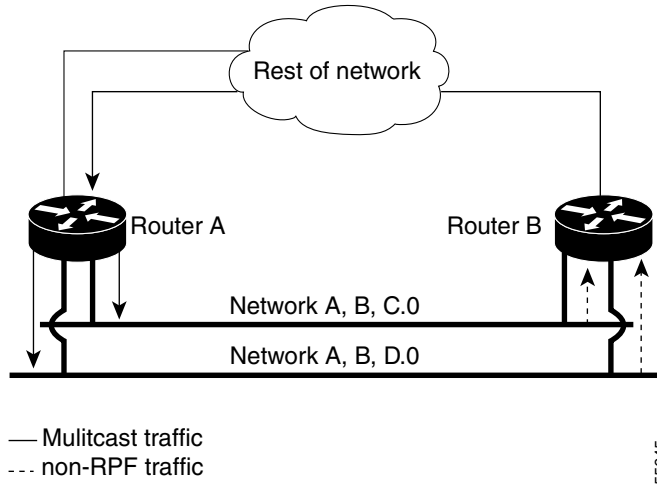 Rest of network
Router A
Router B
Network A, B, C.0
Network A, B, D.0
Mulitcast traffic
non-RPF traffic